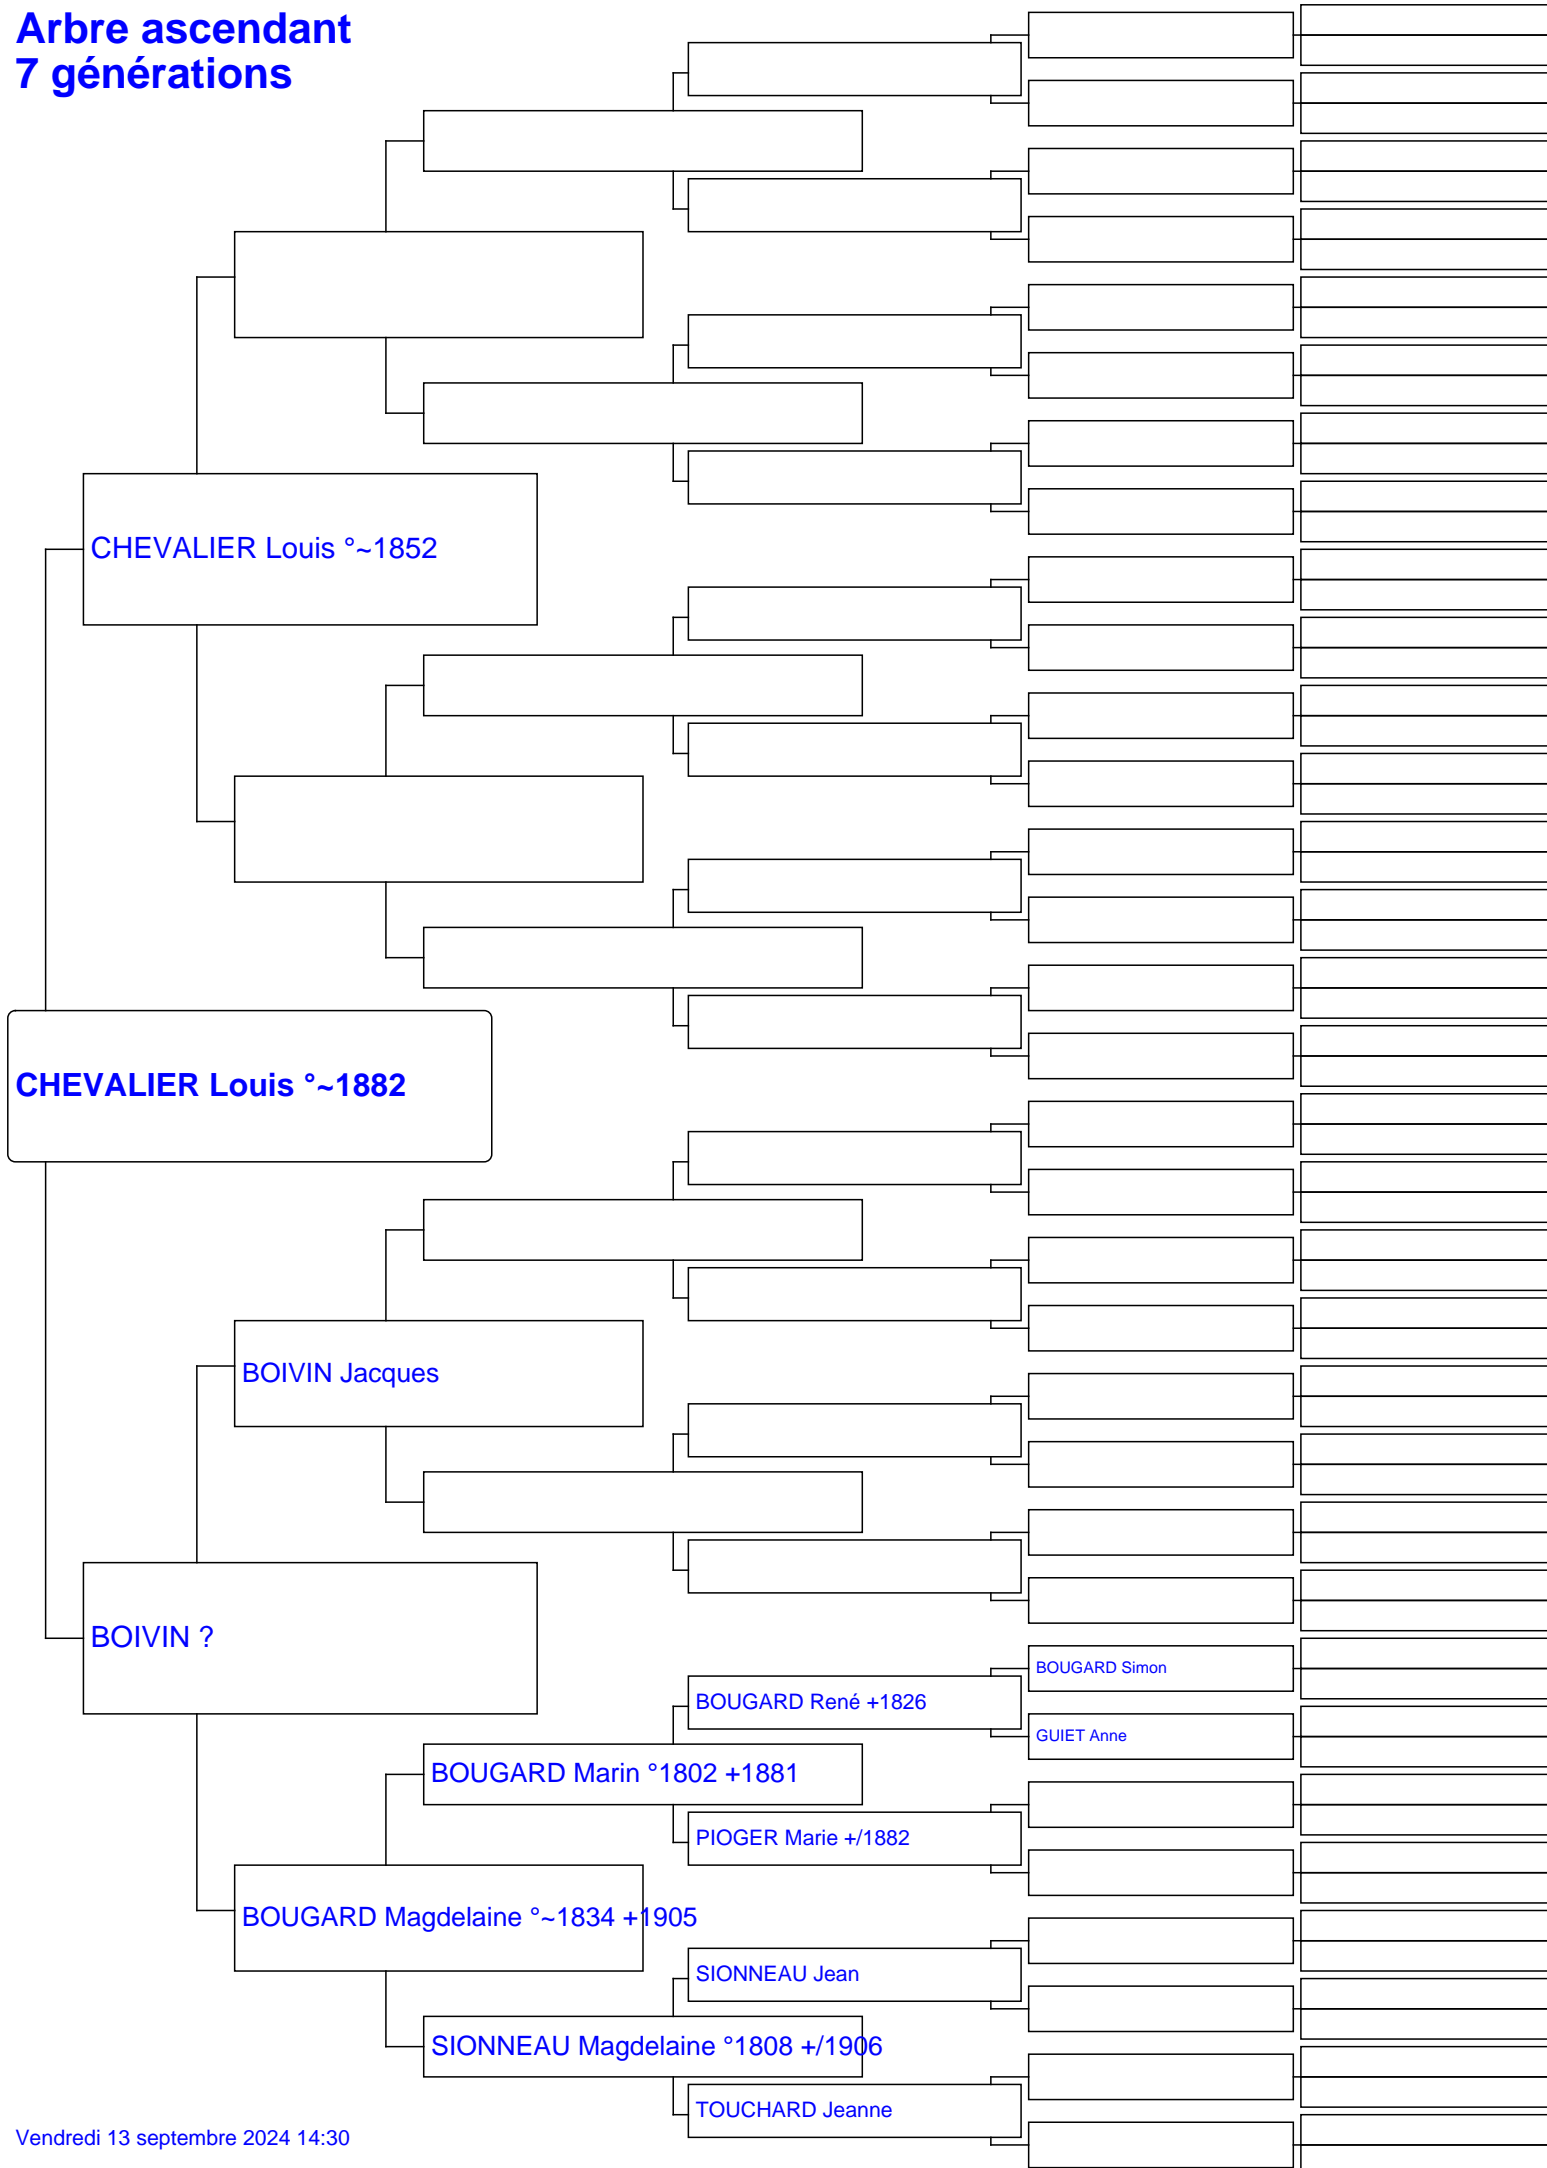 Arbre ascendant
7 générations
CHEVALIER Louis °~1852
CHEVALIER Louis °~1882
BOIVIN Jacques
BOIVIN ?
BOUGARD Simon
BOUGARD René +1826
GUIET Anne
BOUGARD Marin °1802 +1881
PIOGER Marie +/1882
BOUGARD Magdelaine °~1834 +1905
SIONNEAU Jean
SIONNEAU Magdelaine °1808 +/1906
TOUCHARD Jeanne
Vendredi 13 septembre 2024 14:30